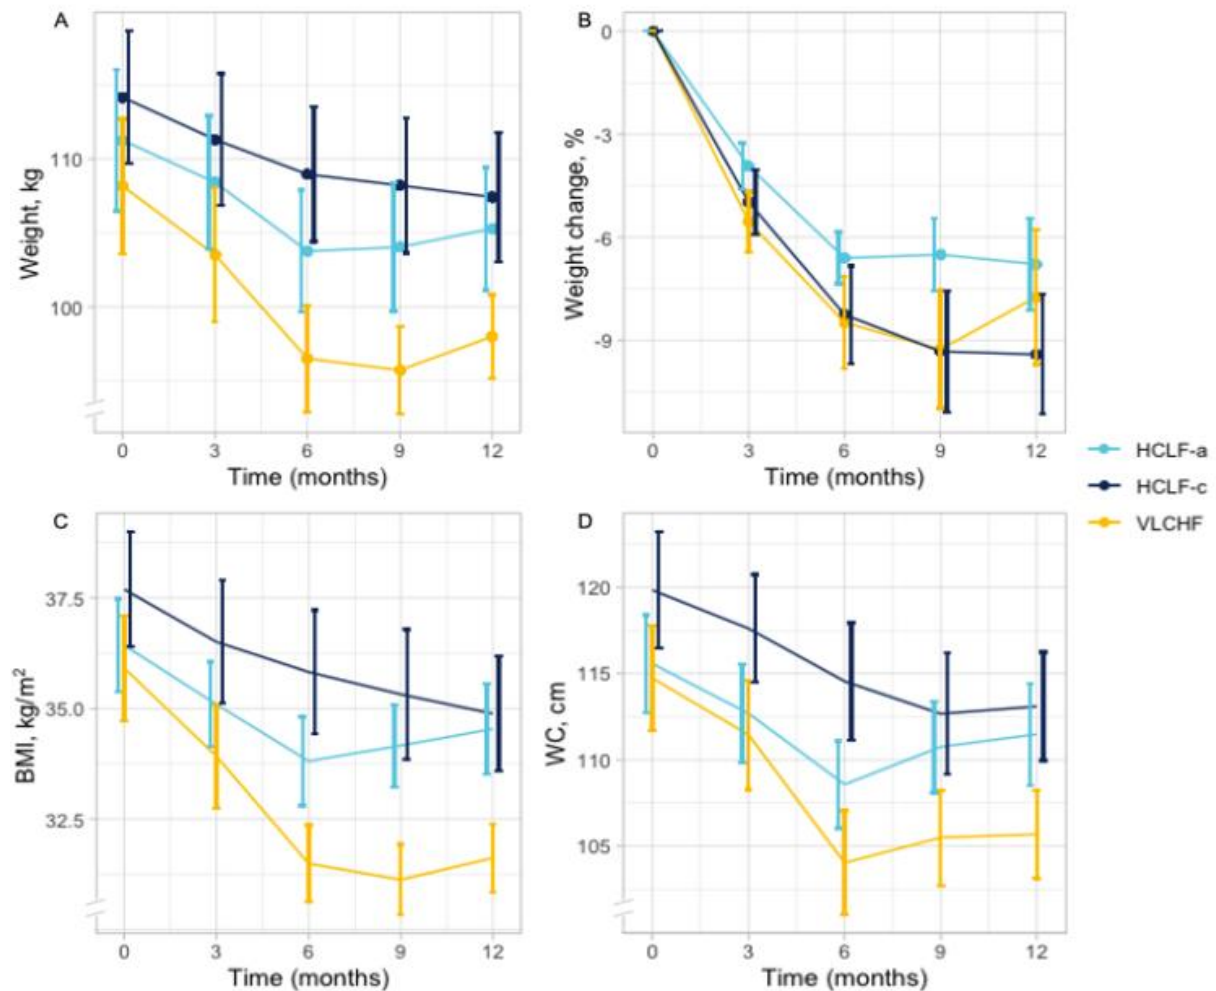 A
Weight, kg
110
100
0 3 6 9 12
Time (months)
B
Weight change, %
0
-3
-6
-9
0 3 6 9 12
Time (months)
HCLF-a
HCLF-c
VLCHF
C
BMI, kg/m²
37.5
35.0
32.5
0 3 6 9 12
Time (months)
D
WC, cm
120
115
110
105
0 3 6 9 12
Time (months)